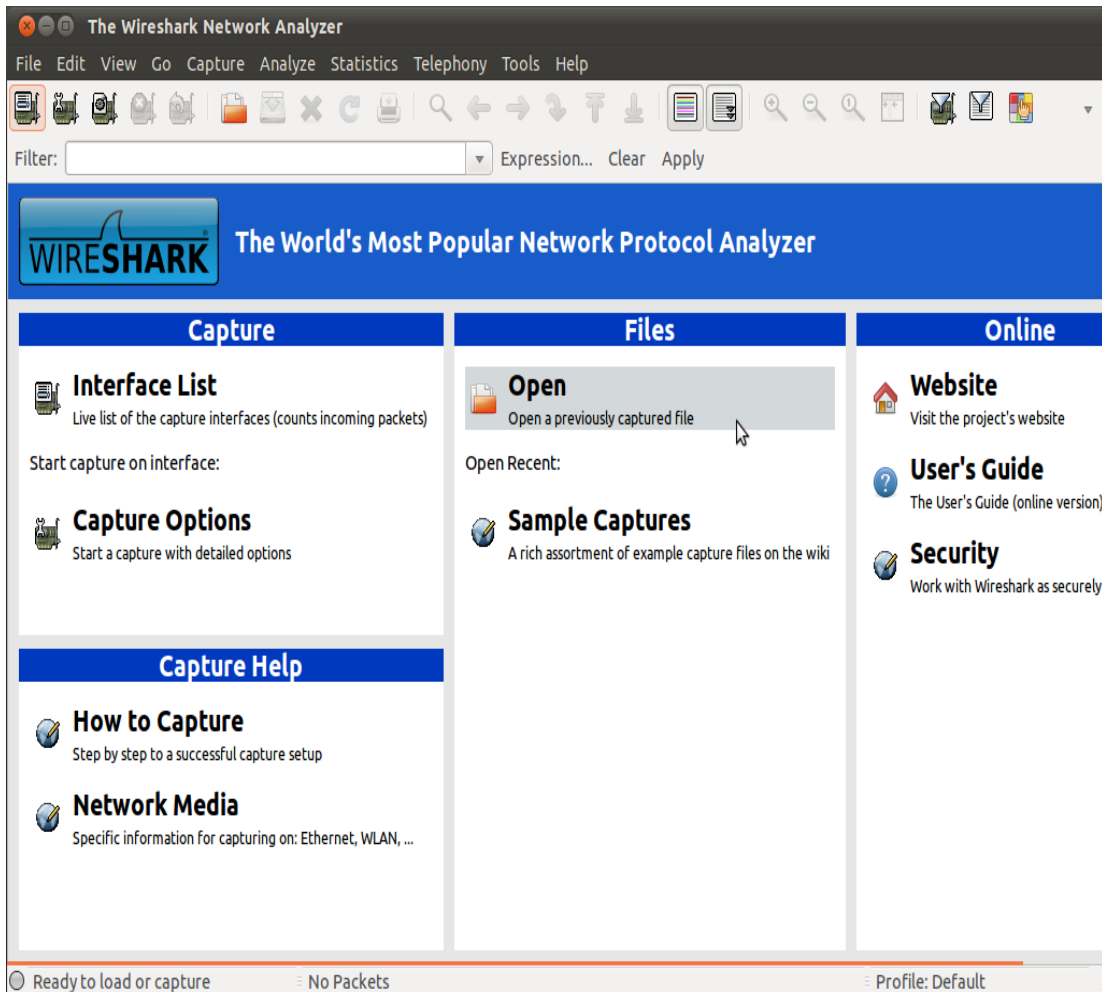 The Wireshark Network Analyzer
File Edit View Go Capture Analyze Statistics Telephony Tools Help
Filter: Expression... Clear Apply
WIRESHARK The World's Most Popular Network Protocol Analyzer
Capture
Interface List
Live list of the capture interfaces (counts incoming packets)
Start capture on interface:
Capture Options
Start a capture with detailed options
Capture Help
How to Capture
Step by step to a successful capture setup
Network Media
Specific information for capturing on: Ethernet, WLAN, ...
Files
Open
Open a previously captured file
Open Recent:
Sample Captures
A rich assortment of example capture files on the wiki
Online
Website
Visit the project's website
User's Guide
The User's Guide (online version)
Security
Work with Wireshark as securely
Ready to load or capture
No Packets
Profile: Default